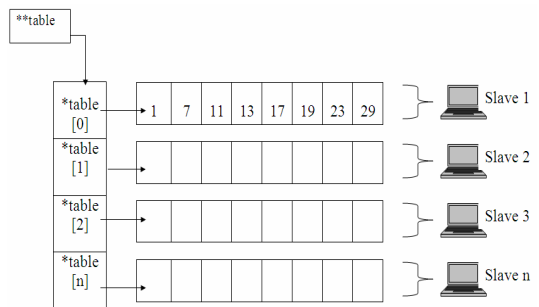 **table
*table
[0]
1 7 11 13 17 19 23 29
Slave 1
*table
[1]
Slave 2
*table
[2]
Slave 3
*table
[n]
Slave n